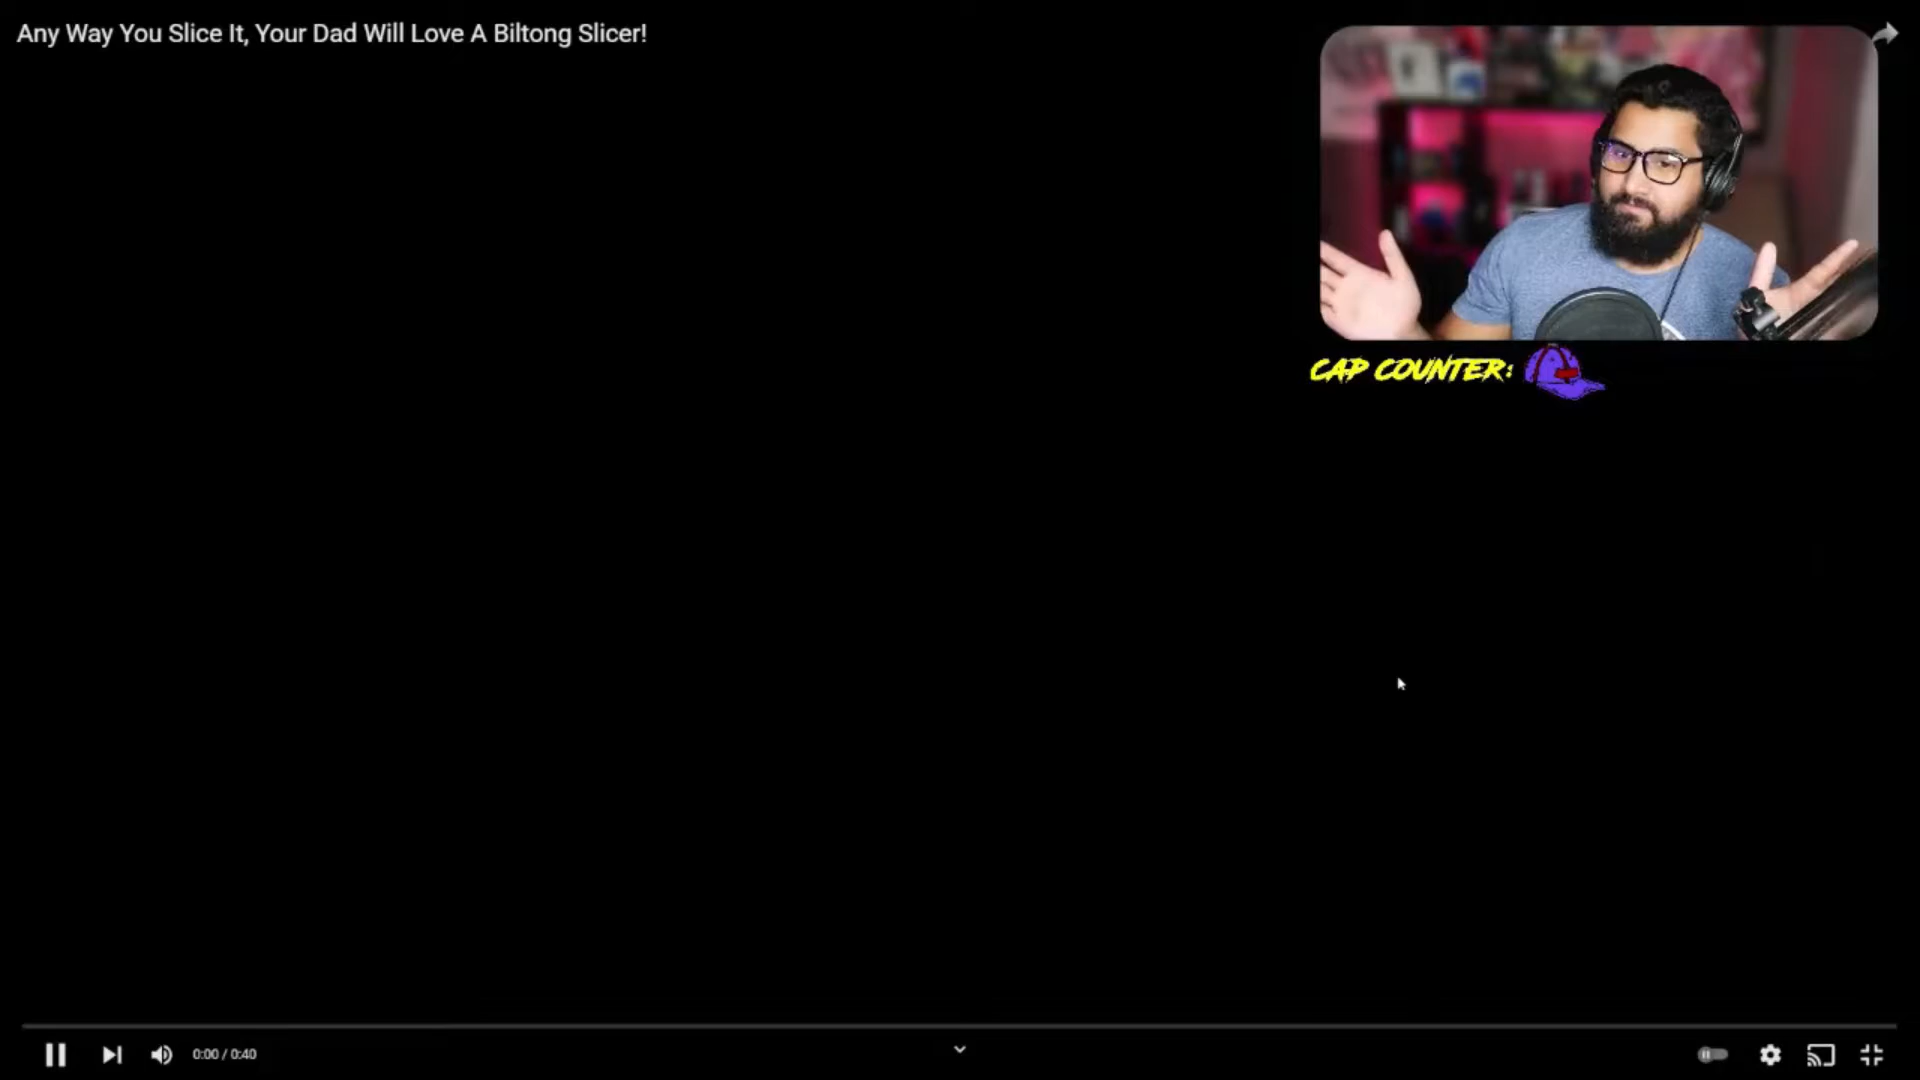 Any Way You Slice It, Your Dad Will Love A Biltong Slicer!
CAP COUNTER:
0:00 / 0:40